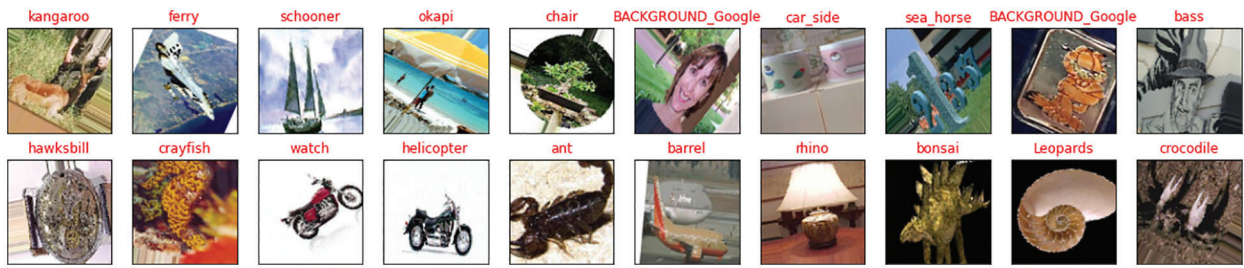 kangaroo ferry schooner okapi chair BACKGROUND_Google car_side sea_horse BACKGROUND_Google bass
hawksbill crayfish watch helicopter ant barrel rhino bonsai Leopards crocodile